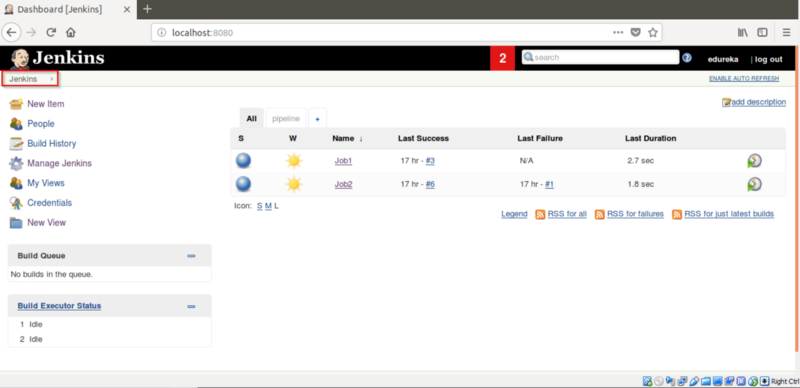 Dashboard [Jenkins]
localhost:8080
Jenkins
2
search
edureka | log out
Jenkins
ENABLE AUTO REFRESH
New Item
People
Build History
Manage Jenkins
My Views
Credentials
New View
add description
All pipeline +
S W Name ↓ Last Success Last Failure Last Duration
Job1 17 hr - #3 N/A 2.7 sec
Job2 17 hr - #6 17 hr - #1 1.8 sec
Icon: S M L
Legend RSS for all RSS for failures RSS for just latest builds
Build Queue
No builds in the queue.
Build Executor Status
1 Idle
2 Idle
Right Ctrl